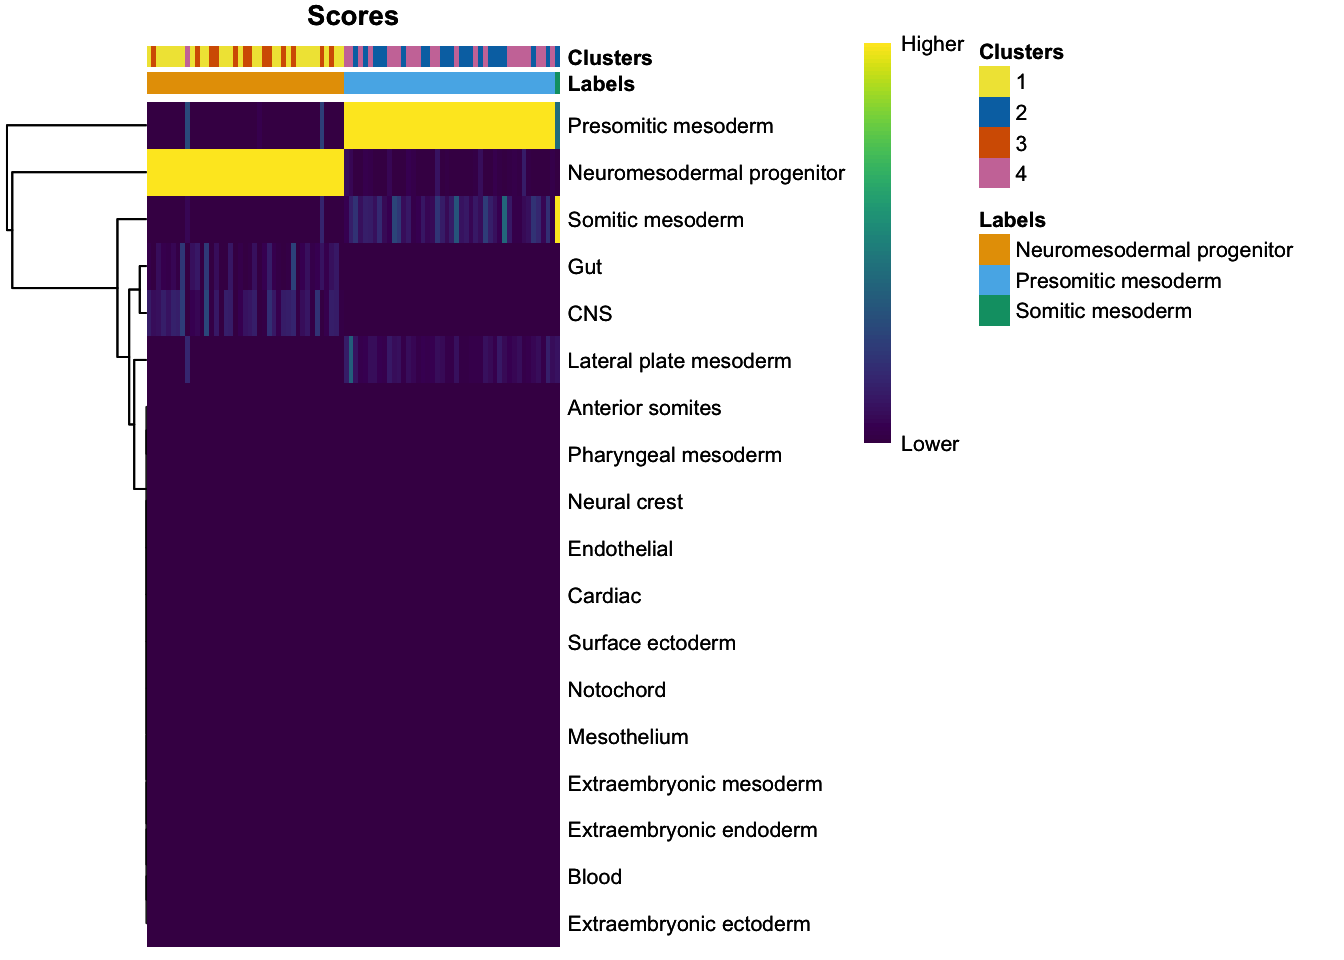 Scores
Clusters
Labels
Presomitic mesoderm
Neuromesodermal progenitor
Somitic mesoderm
Gut
CNS
Lateral plate mesoderm
Anterior somites
Pharyngeal mesoderm
Neural crest
Endothelial
Cardiac
Surface ectoderm
Notochord
Mesothelium
Extraembryonic mesoderm
Extraembryonic endoderm
Blood
Extraembryonic ectoderm
Higher
Lower
Clusters
1
2
3
4
Labels
Neuromesodermal progenitor
Presomitic mesoderm
Somitic mesoderm